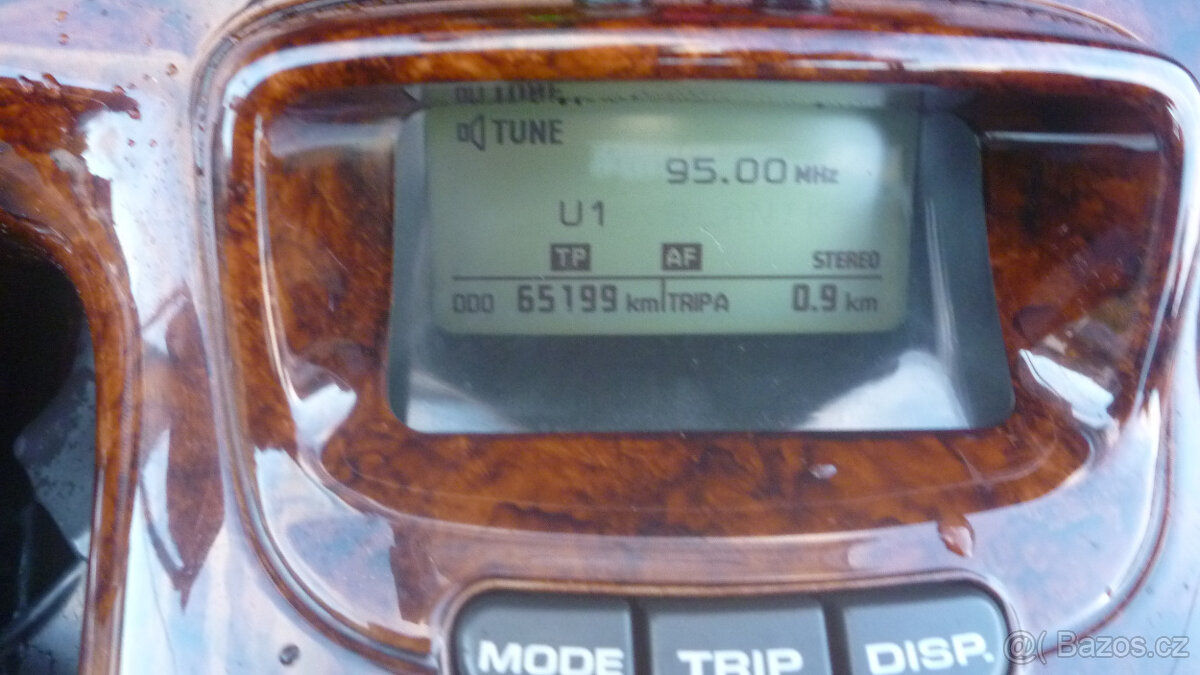 TUNE
95.00 MHz
U1
TP AF STEREO
ODO 65199 km TRIP A 0.9 km
MODE TRIP DISP.
@( Bazos.cz